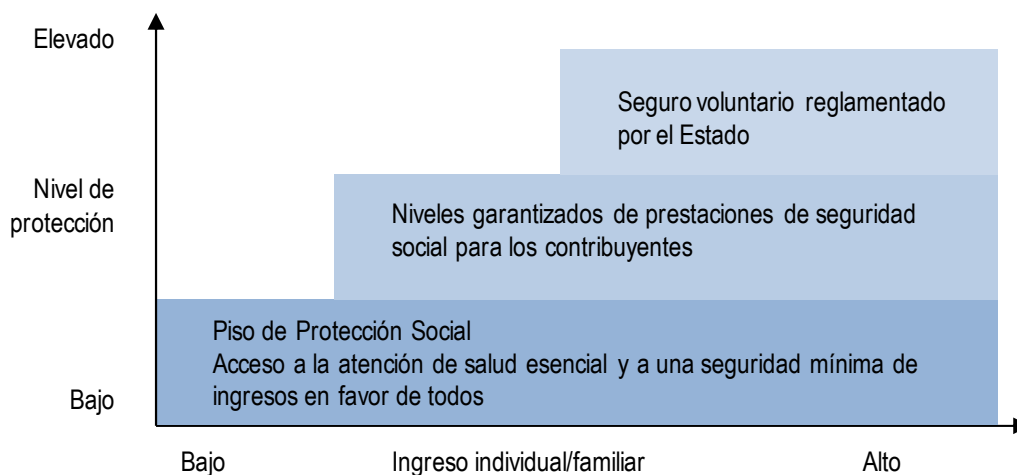 Elevado
Seguro voluntario reglamentado
por el Estado
Nivel de
protección
Niveles garantizados de prestaciones de seguridad
social para los contribuyentes
Piso de Protección Social
Acceso a la atención de salud esencial y a una seguridad mínima de
ingresos en favor de todos
Bajo
Bajo
Ingreso individual/familiar
Alto